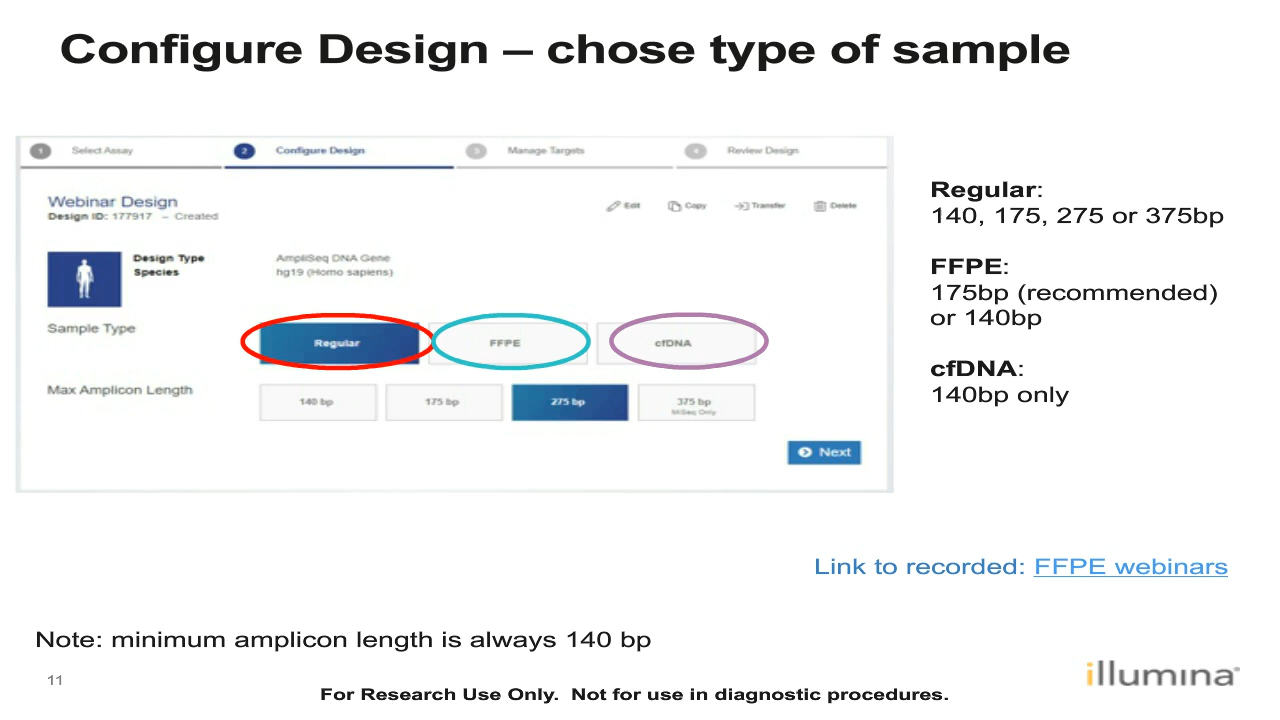 Configure Design – chose type of sample
1 Select Assay
2 Configure Design
3 Manage Targets
4 Review Design
Webinar Design
Design ID: 177917 – Created
Edit Copy Transfer Delete
Design Type AmpliSeq DNA Gene
Species hg19 (Homo sapiens)
Sample Type
Regular FFPE cfDNA
Max Amplicon Length
140 bp 175 bp 275 bp 375 bp
MiSeq Only
Next
Regular:
140, 175, 275 or 375bp
FFPE:
175bp (recommended)
or 140bp
cfDNA:
140bp only
Link to recorded: FFPE webinars
Note: minimum amplicon length is always 140 bp
11
For Research Use Only. Not for use in diagnostic procedures.
illumina